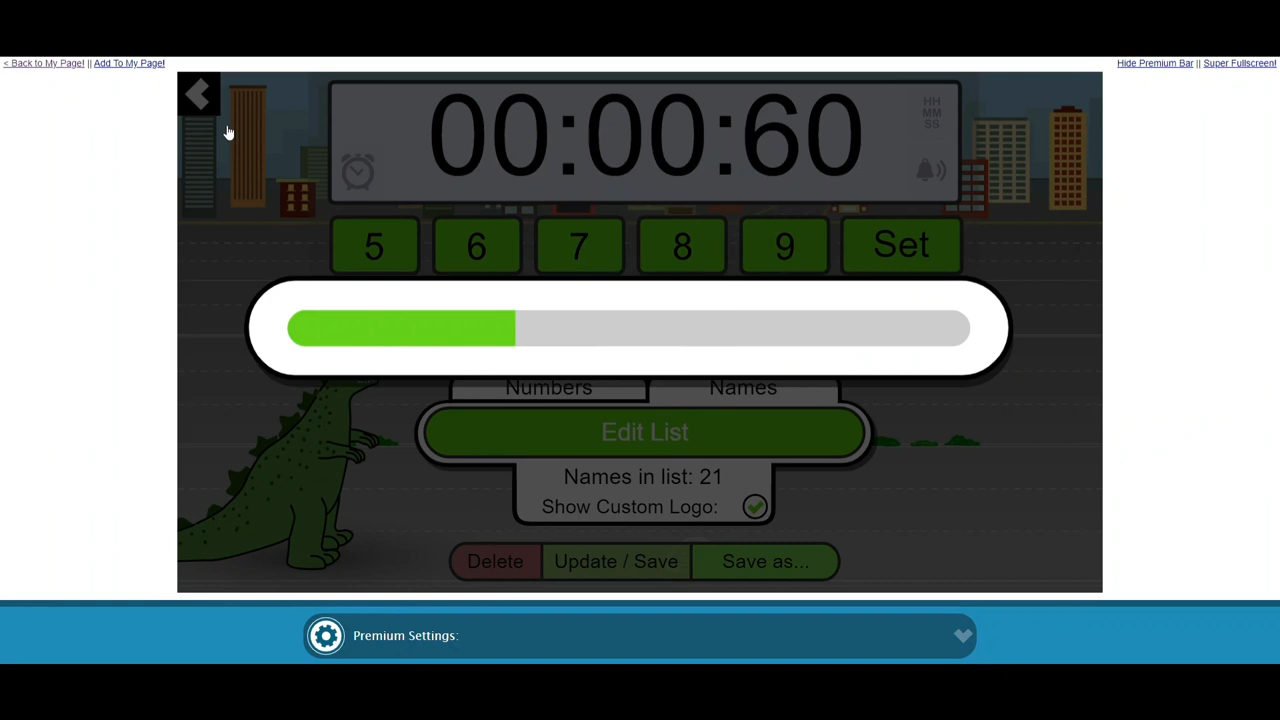 < Back to My Page! || Add To My Page!
Hide Premium Bar || Super Fullscreen!
00:00:60
HH
MM
SS
5 6 7 8 9 Set
Numbers Names
Edit List
Names in list: 21
Show Custom Logo:
Delete Update / Save Save as...
Premium Settings: